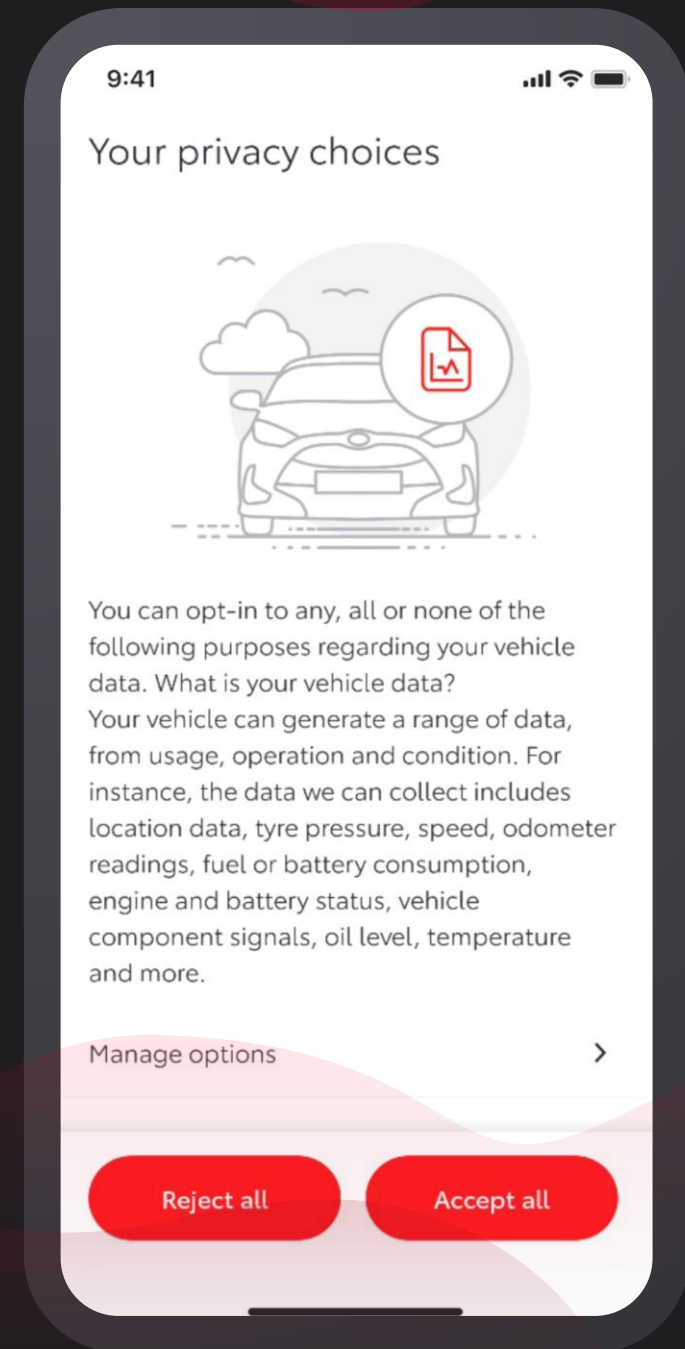 9:41
Your privacy choices
You can opt-in to any, all or none of the
following purposes regarding your vehicle
data. What is your vehicle data?
Your vehicle can generate a range of data,
from usage, operation and condition. For
instance, the data we can collect includes
location data, tyre pressure, speed, odometer
readings, fuel or battery consumption,
engine and battery status, vehicle
component signals, oil level, temperature
and more.
Manage options
Reject all Accept all